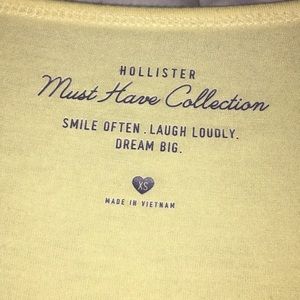 HOLLISTER
Must Have Collection
SMILE OFTEN. LAUGH LOUDLY.
DREAM BIG.
XS
MADE IN VIETNAM